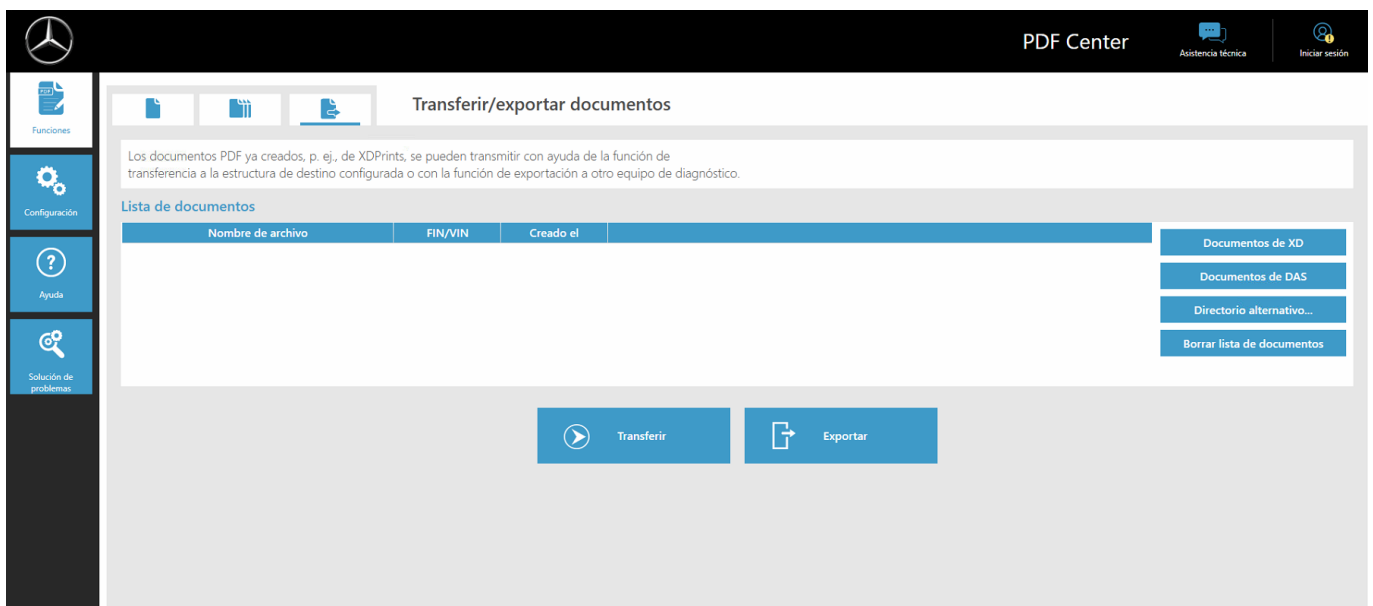 PDF Center
Asistencia técnica
Iniciar sesión
PDF
Funciones
Configuración
Ayuda
Solución de
problemas
Transferir/exportar documentos
Los documentos PDF ya creados, p. ej., de XDPrints, se pueden transmitir con ayuda de la función de
transferencia a la estructura de destino configurada o con la función de exportación a otro equipo de diagnóstico.
Lista de documentos
Nombre de archivo FIN/VIN Creado el
Documentos de XD
Documentos de DAS
Directorio alternativo...
Borrar lista de documentos
Transferir
Exportar